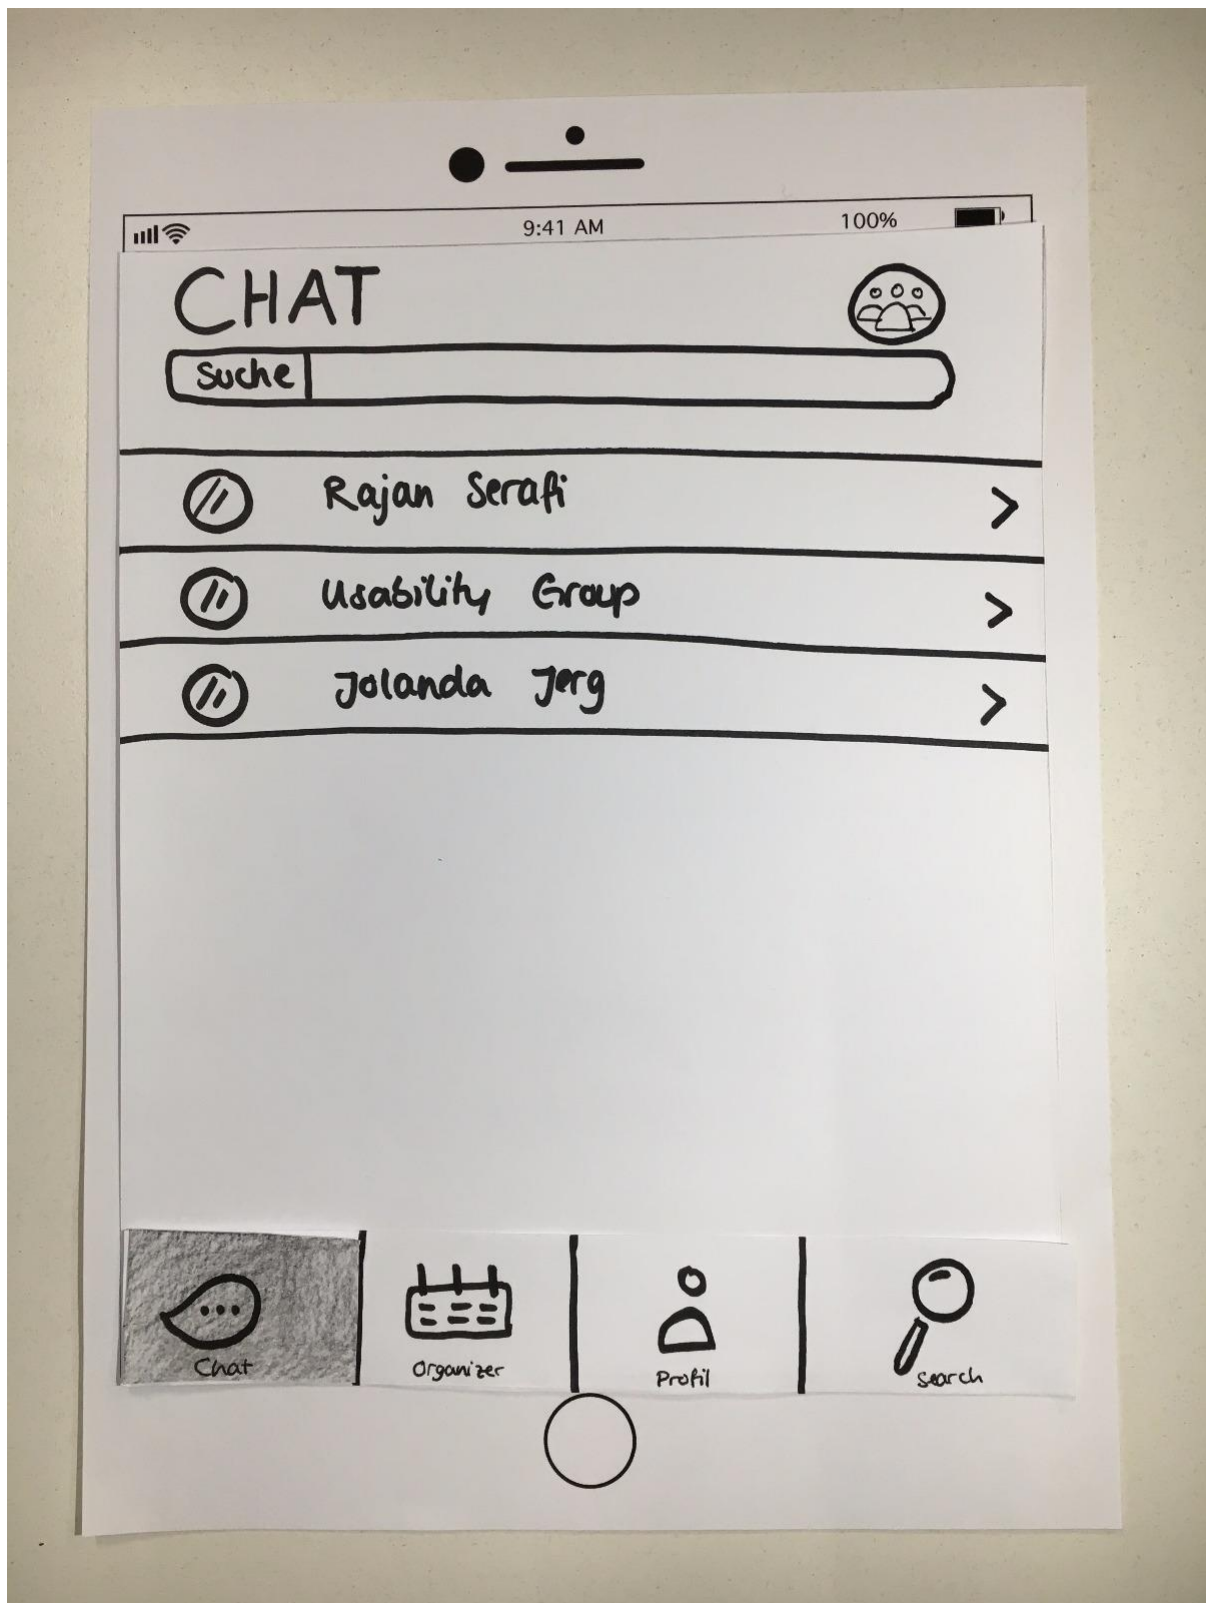 9:41 AM 100%
CHAT
Suche
Rajan Serafi
Usability Group
Jolanda Jerg
Chat Organizer Profil Search